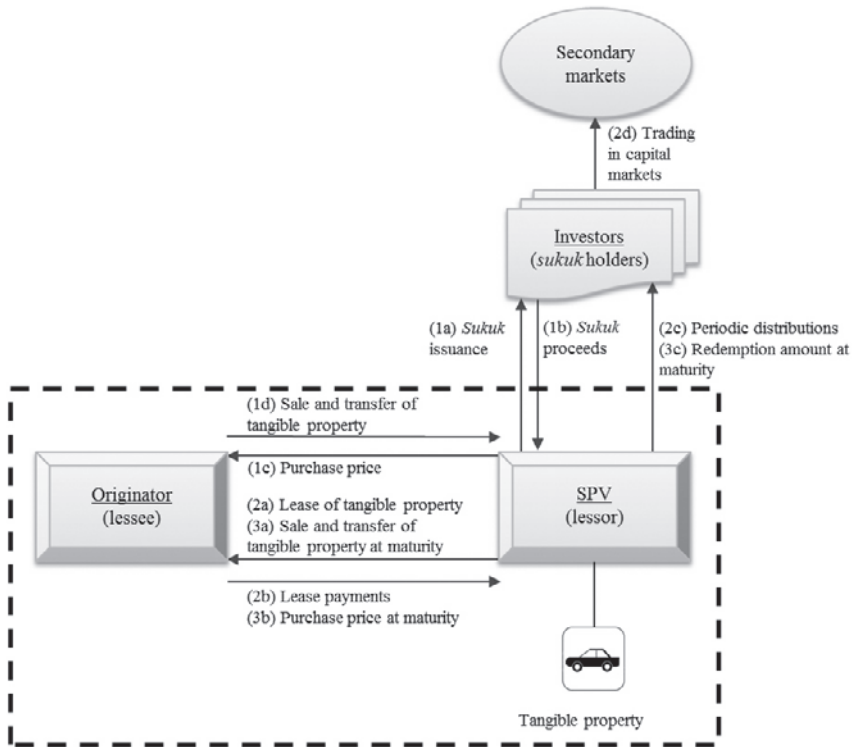 Secondary
markets
(2d) Trading
in capital
markets
Investors
(sukuk holders)
(1a) Sukuk
issuance
(1b) Sukuk
proceeds
(2c) Periodic distributions
(3c) Redemption amount at
maturity
(1d) Sale and transfer of
tangible property
(1c) Purchase price
Originator
(lessee)
(2a) Lease of tangible property
(3a) Sale and transfer of
tangible property at maturity
SPV
(lessor)
(2b) Lease payments
(3b) Purchase price at maturity
Tangible property